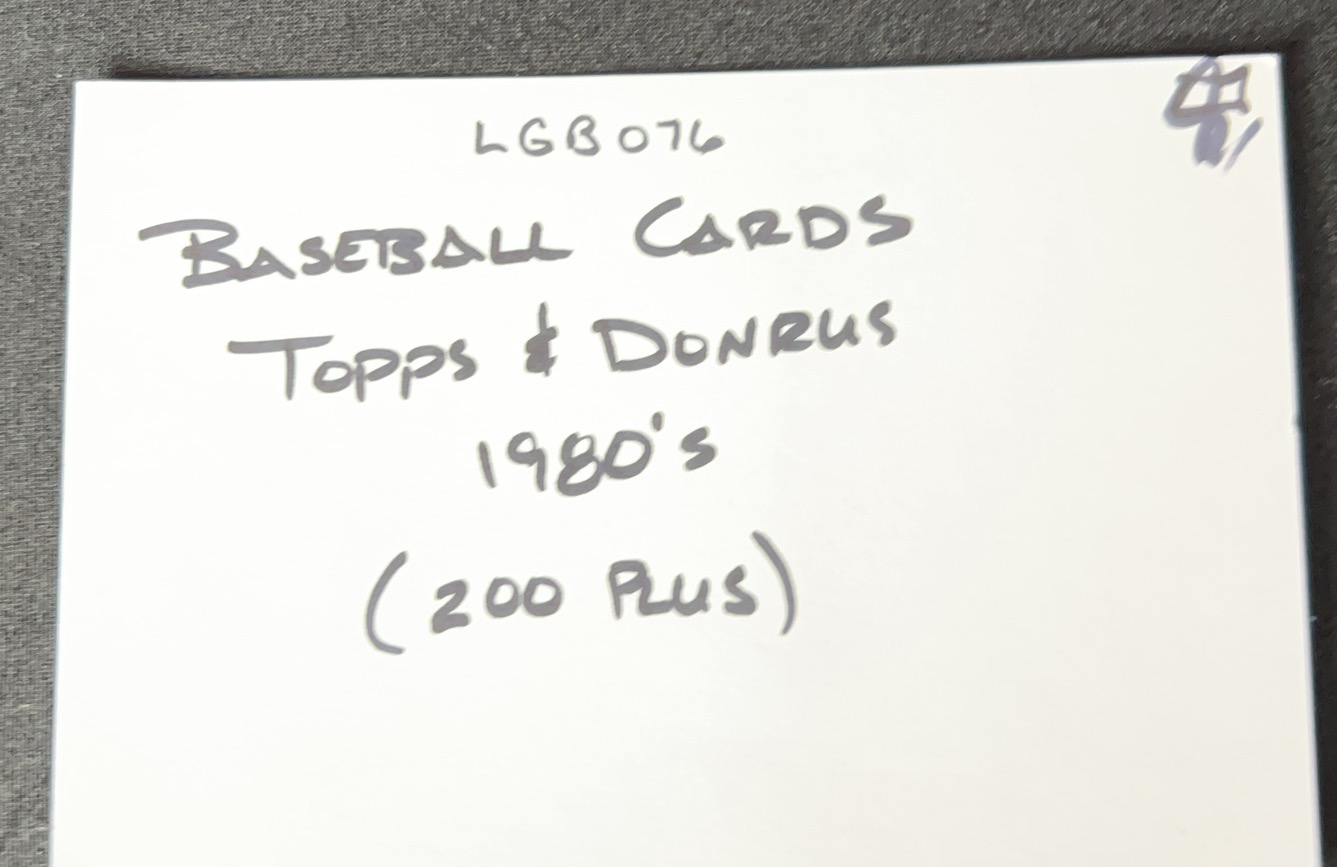 LGB076
BASEBALL CARDS
TOPPS & DONRUS
1980's
(200 PLUS)